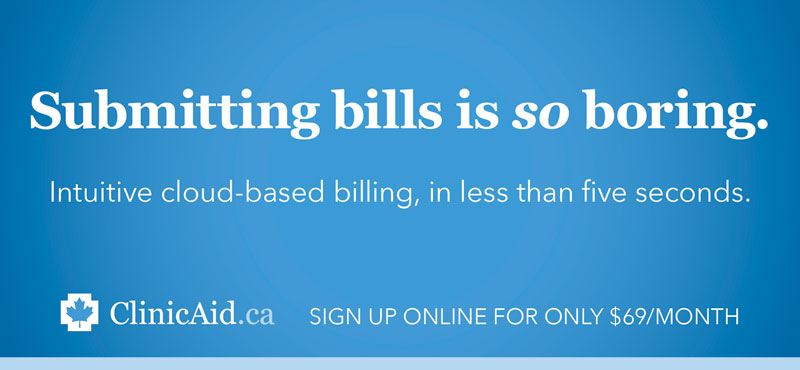 Submitting bills is so boring.
Intuitive cloud-based billing, in less than five seconds.
ClinicAid.ca SIGN UP ONLINE FOR ONLY $69/MONTH